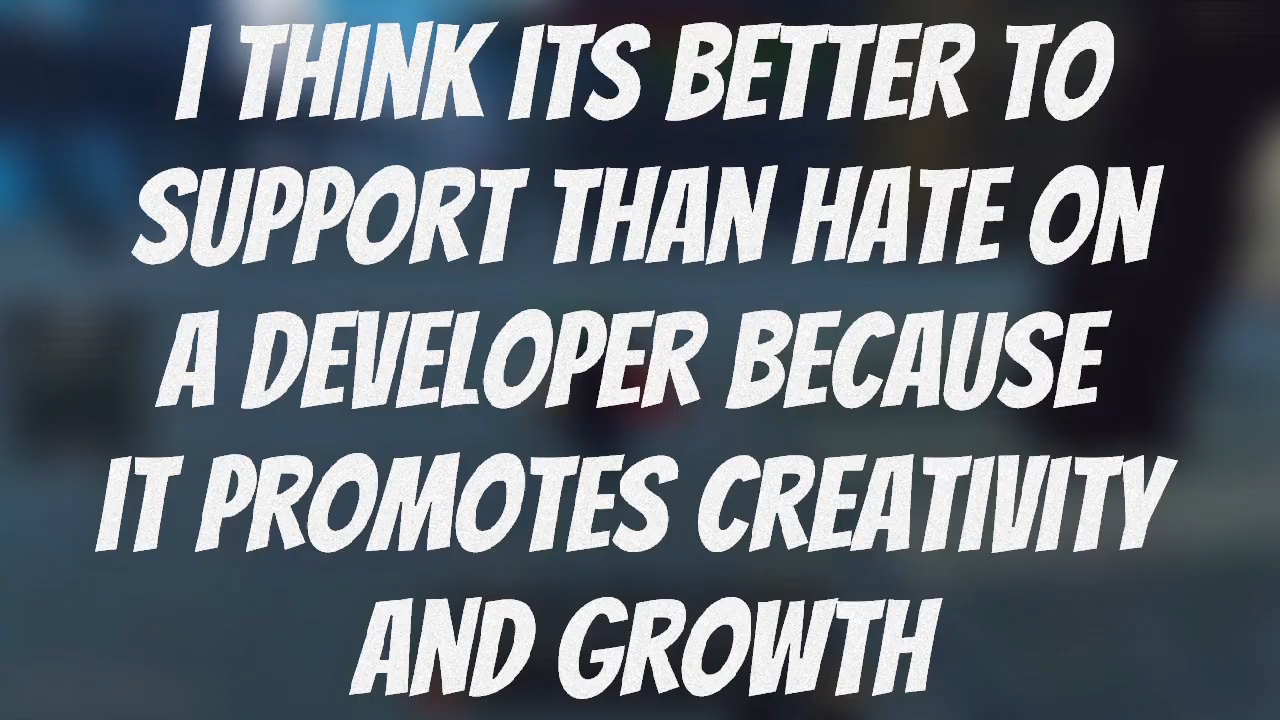 I THINK ITS BETTER TO
SUPPORT THAN HATE ON
A DEVELOPER BECAUSE
IT PROMOTES CREATIVITY
AND GROWTH